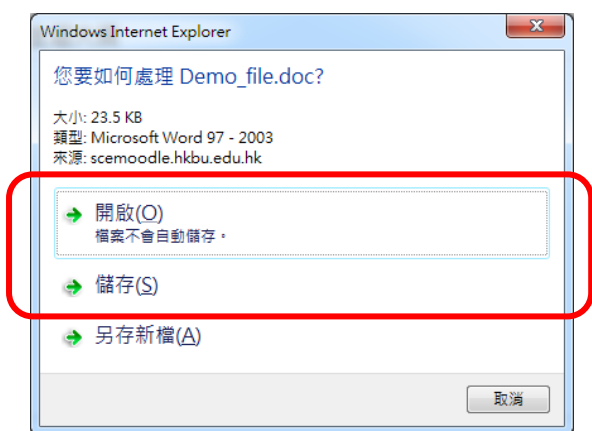 Windows Internet Explorer
您要如何處理 Demo_file.doc?
大小: 23.5 KB
類型: Microsoft Word 97 - 2003
來源: scemoodle.hkbu.edu.hk
開啟(O)
檔案不會自動儲存。
儲存(S)
另存新檔(A)
取消